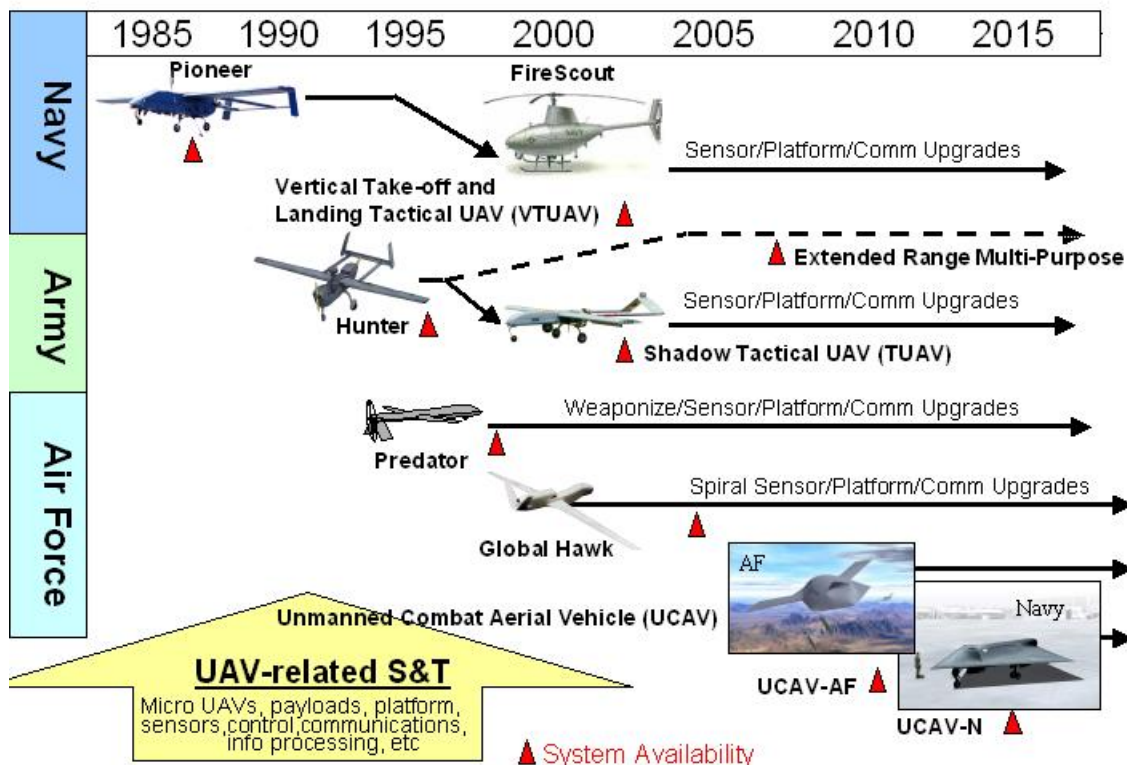 1985 1990 1995 2000 2005 2010 2015
Navy
Pioneer
FireScout
Sensor/Platform/Comm Upgrades
Vertical Take-off and
Landing Tactical UAV (VTUAV)
Army
Extended Range Multi-Purpose
Hunter
Sensor/Platform/Comm Upgrades
Shadow Tactical UAV (TUAV)
Air Force
Weaponize/Sensor/Platform/Comm Upgrades
Predator
Spiral Sensor/Platform/Comm Upgrades
Global Hawk
AF
Navy
Unmanned Combat Aerial Vehicle (UCAV)
UCAV-AF
UCAV-N
UAV-related S&T
Micro UAVs, payloads, platform,
sensors,control,communications,
info processing, etc
System Availability